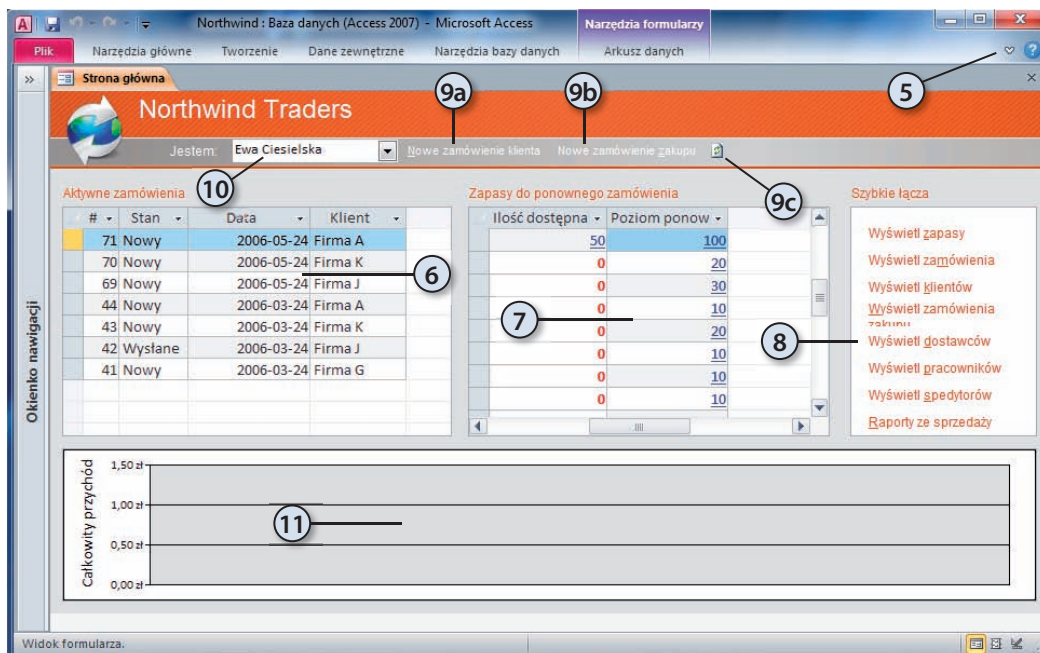 Northwind : Baza danych (Access 2007) - Microsoft Access
Narzędzia formularzy
Plik
Narzędzia główne
Tworzenie
Dane zewnętrzne
Narzędzia bazy danych
Arkusz danych
5
Strona główna
Northwind Traders
9a
9b
Jestem:
Ewa Ciesielska
Nowe zamówienie klienta
Nowe zamówienie zakupu
10
9c
Aktywne zamówienia
Zapasy do ponownego zamówienia
Szybkie łącza
# Stan Data Klient
71 Nowy 2006-05-24 Firma A
70 Nowy 2006-05-24 Firma K
69 Nowy 2006-05-24 Firma J
44 Nowy 2006-03-24 Firma A
43 Nowy 2006-03-24 Firma K
42 Wysłane 2006-03-24 Firma J
41 Nowy 2006-03-24 Firma G
6
Ilość dostępna Poziom ponow
50 100
0 20
0 30
0 10
0 20
0 10
0 10
0 10
7
Wyświetl zapasy
Wyświetl zamówienia
Wyświetl klientów
Wyświetl zamówienia
zakupu
Wyświetl dostawców
Wyświetl pracowników
Wyświetl spedytorów
Raporty ze sprzedaży
8
Okienko nawigacji
Całkowity przychód
1,50 zł
1,00 zł
0,50 zł
0,00 zł
11
Widok formularza.